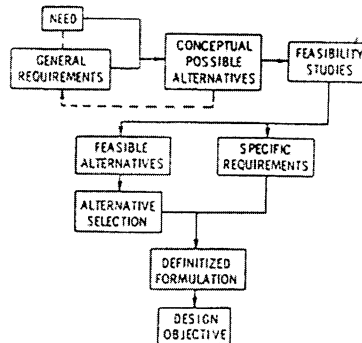 NEED
GENERAL
REQUIREMENTS
CONCEPTUAL
POSSIBLE
ALTERNATIVES
FEASIBILITY
STUDIES
FEASIBLE
ALTERNATIVES
SPECIFIC
REQUIREMENTS
ALTERNATIVE
SELECTION
DEFINITIZED
FORMULATION
DESIGN
OBJECTIVE